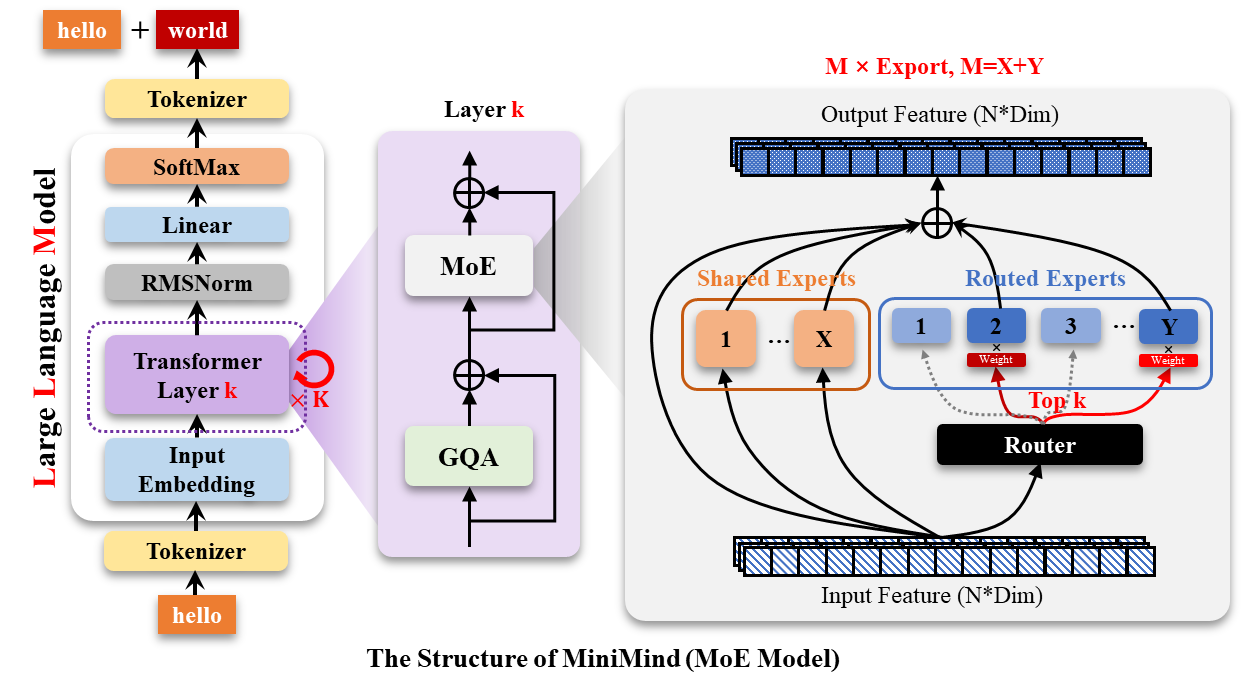 hello + world
Tokenizer
SoftMax
Linear
RMSNorm
Transformer
Layer k
× K
Input
Embedding
Tokenizer
hello
Large Language Model
Layer k
MoE
GQA
M × Export, M=X+Y
Output Feature (N*Dim)
Shared Experts
1 ... X
Routed Experts
1 2 3 ... Y
× ×
Weight Weight
Top k
Router
Input Feature (N*Dim)
The Structure of MiniMind (MoE Model)